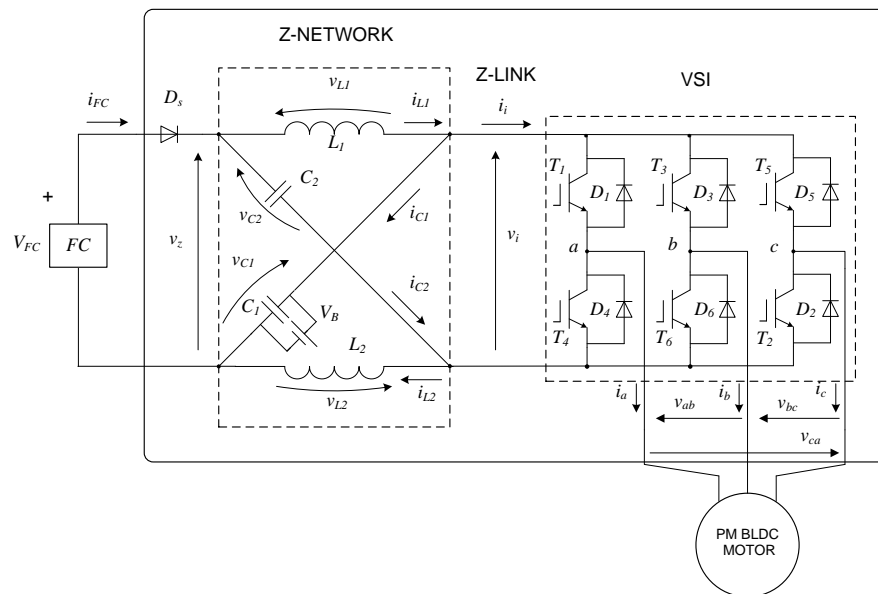 Z-NETWORK
Z-LINK
VSI
i_FC
D_s
v_L1
i_L1
i_i
L_1
C_2
T_1
D_1
T_3
D_3
T_5
D_5
v_C2
i_C1
+
V_FC
FC
v_z
v_C1
v_i
a
b
c
C_1
V_B
i_C2
D_4
D_6
D_2
T_4
T_6
T_2
L_2
v_L2
i_L2
i_a
v_ab
i_b
v_bc
i_c
v_ca
PM BLDC
MOTOR